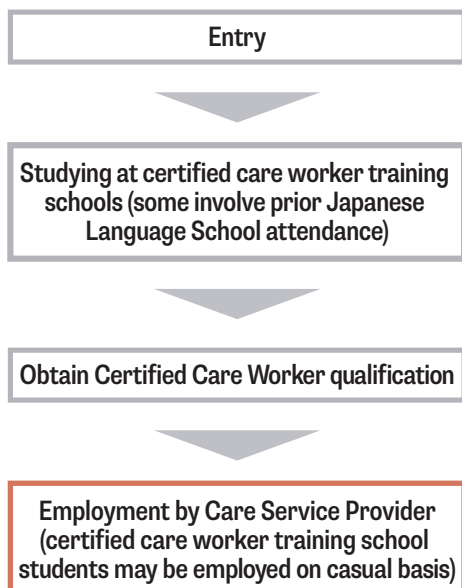 Entry
Studying at certified care worker training
schools (some involve prior Japanese
Language School attendance)
Obtain Certified Care Worker qualification
Employment by Care Service Provider
(certified care worker training school
students may be employed on casual basis)